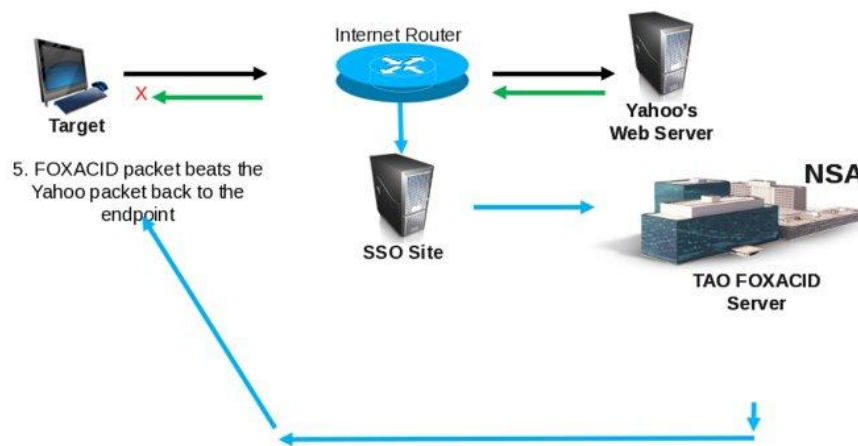 Internet Router
X
Target
Yahoo's
Web Server
5. FOXACID packet beats the
Yahoo packet back to the
endpoint
SSO Site
NSA
TAO FOXACID
Server